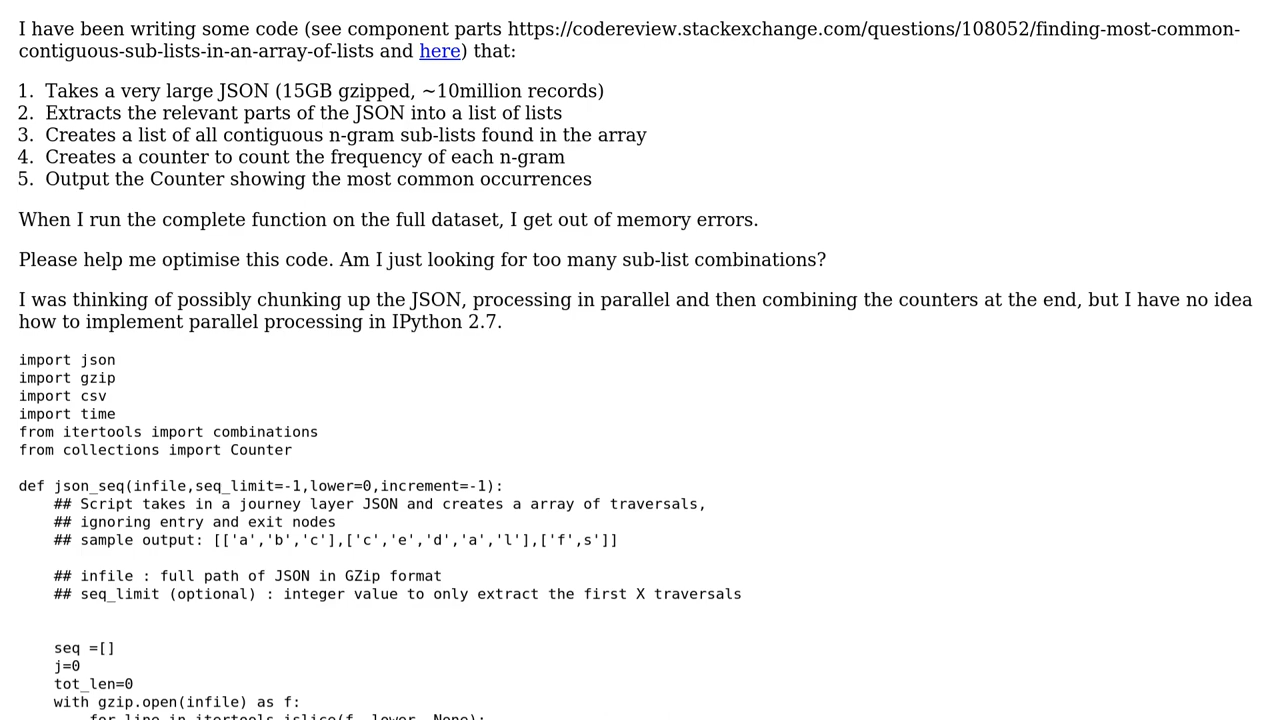 I have been writing some code (see component parts https://codereview.stackexchange.com/questions/108052/finding-most-common-
contiguous-sub-lists-in-an-array-of-lists and here) that:
1. Takes a very large JSON (15GB gzipped, ~10million records)
2. Extracts the relevant parts of the JSON into a list of lists
3. Creates a list of all contiguous n-gram sub-lists found in the array
4. Creates a counter to count the frequency of each n-gram
5. Output the Counter showing the most common occurrences
When I run the complete function on the full dataset, I get out of memory errors.
Please help me optimise this code. Am I just looking for too many sub-list combinations?
I was thinking of possibly chunking up the JSON, processing in parallel and then combining the counters at the end, but I have no idea
how to implement parallel processing in IPython 2.7.
import json
import gzip
import csv
import time
from itertools import combinations
from collections import Counter
def json_seq(infile,seq_limit=-1,lower=0,increment=-1):
    ## Script takes in a journey layer JSON and creates a array of traversals,
    ## ignoring entry and exit nodes
    ## sample output: [['a','b','c'],['c','e','d','a','l'],['f',s']]
    ## infile : full path of JSON in GZip format
    ## seq_limit (optional) : integer value to only extract the first X traversals
    seq =[]
    j=0
    tot_len=0
    with gzip.open(infile) as f:
        for line in itertools.islice(f, lower, None):